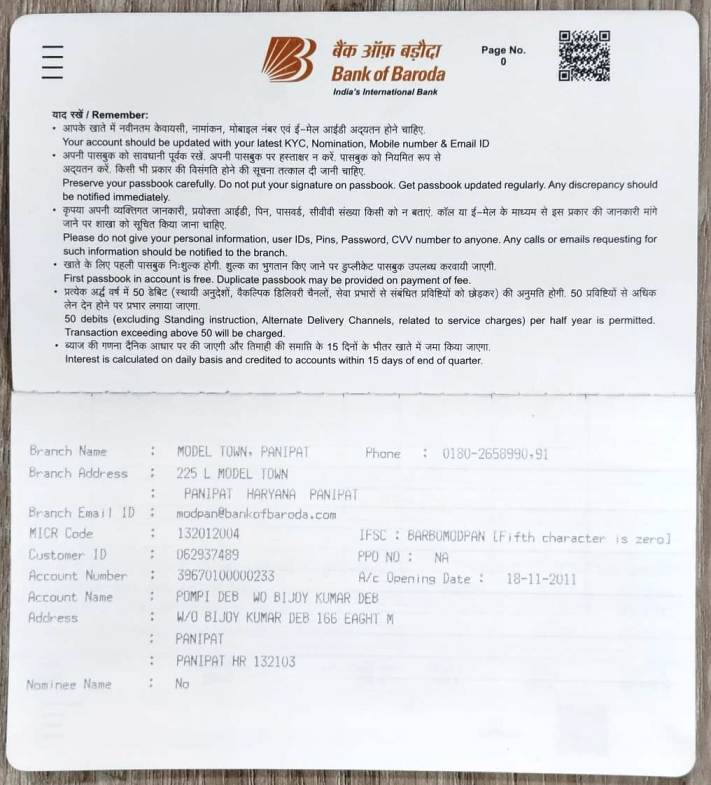 बैंक ऑफ़ बड़ौदा
Bank of Baroda
India's International Bank
Page No.
0
याद रखें / Remember:
• आपके खाते में नवीनतम केवायसी, नामांकन, मोबाइल नंबर एवं ई-मेल आईडी अद्यतन होने चाहिए.
Your account should be updated with your latest KYC, Nomination, Mobile number & Email ID
• अपनी पासबुक को सावधानी पूर्वक रखें. अपनी पासबुक पर हस्ताक्षर न करें. पासबुक को नियमित रूप से
अद्यतन करें. किसी भी प्रकार की विसंगति होने की सूचना तत्काल दी जानी चाहिए.
Preserve your passbook carefully. Do not put your signature on passbook. Get passbook updated regularly. Any discrepancy should
be notified immediately.
• कृपया अपनी व्यक्तिगत जानकारी, प्रयोक्ता आईडी, पिन, पासवर्ड, सीवीवी संख्या किसी को न बताएं. कॉल या ई-मेल के माध्यम से इस प्रकार की जानकारी मांगे
जाने पर शाखा को सूचित किया जाना चाहिए.
Please do not give your personal information, user IDs, Pins, Password, CVV number to anyone. Any calls or emails requesting for
such information should be notified to the branch.
• खाते के लिए पहली पासबुक निःशुल्क होगी. शुल्क का भुगतान किए जाने पर डुप्लीकेट पासबुक उपलब्ध करवायी जाएगी.
First passbook in account is free. Duplicate passbook may be provided on payment of fee.
• प्रत्येक अर्द्ध वर्ष में 50 डेबिट (स्थायी अनुदेशों, वैकल्पिक डिलिवरी चैनलों, सेवा प्रभारों से संबंधित प्रविष्टियों को छोड़कर) की अनुमति होगी. 50 प्रविष्टियों से अधिक
लेन देन होने पर प्रभार लगाया जाएगा.
50 debits (excluding Standing instruction, Alternate Delivery Channels, related to service charges) per half year is permitted.
Transaction exceeding above 50 will be charged.
• ब्याज की गणना दैनिक आधार पर की जाएगी और तिमाही की समाप्ति के 15 दिनों के भीतर खाते में जमा किया जाएगा.
Interest is calculated on daily basis and credited to accounts within 15 days of end of quarter.
Branch Name : MODEL TOWN, PANIPAT Phone : 0180-2658990,91
Branch Address : 225 L MODEL TOWN
: PANIPAT HARYANA PANIPAT
Branch Email ID : modpan@bankofbaroda.com
MICR Code : 132012004 IFSC : BARB0MODPAN [Fifth character is zero]
Customer ID : 062937489 PPO NO : NA
Account Number : 39670100000233 A/c Opening Date : 18-11-2011
Account Name : POMPI DEB WO BIJOY KUMAR DEB
Address : W/O BIJOY KUMAR DEB 166 EAGHT M
: PANIPAT
: PANIPAT HR 132103
Nominee Name : No